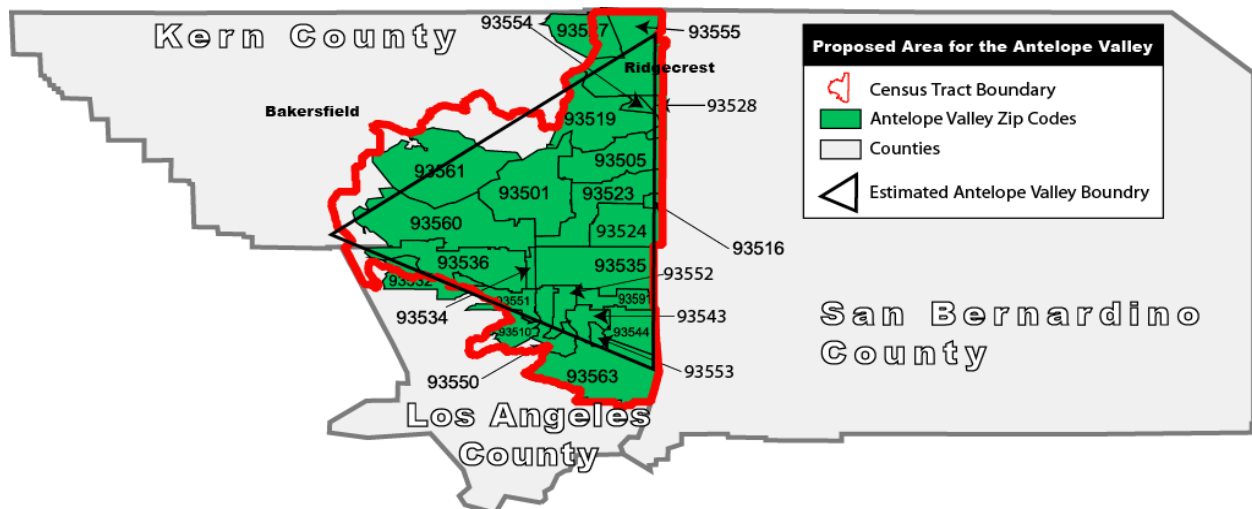 Kern County
93554
93555
Ridgecrest
Bakersfield
93528
93519
93505
93561
93501
93523
93560
93524
93516
93536
93535
93532
93552
93534
93551
93591
93543
93510
93544
93553
93550
93563
Los Angeles
County
San Bernardino
County
Proposed Area for the Antelope Valley
Census Tract Boundary
Antelope Valley Zip Codes
Counties
Estimated Antelope Valley Boundry